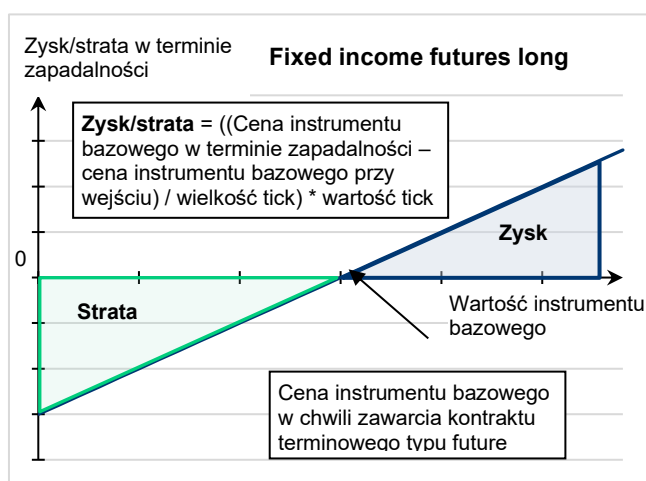 Zysk/strata w terminie
zapadalności
Fixed income futures long
Zysk/strata = ((Cena instrumentu
bazowego w terminie zapadalności –
cena instrumentu bazowego przy
wejściu) / wielkość tick) * wartość tick
Zysk
0
Strata
Wartość instrumentu
bazowego
Cena instrumentu bazowego
w chwili zawarcia kontraktu
terminowego typu future